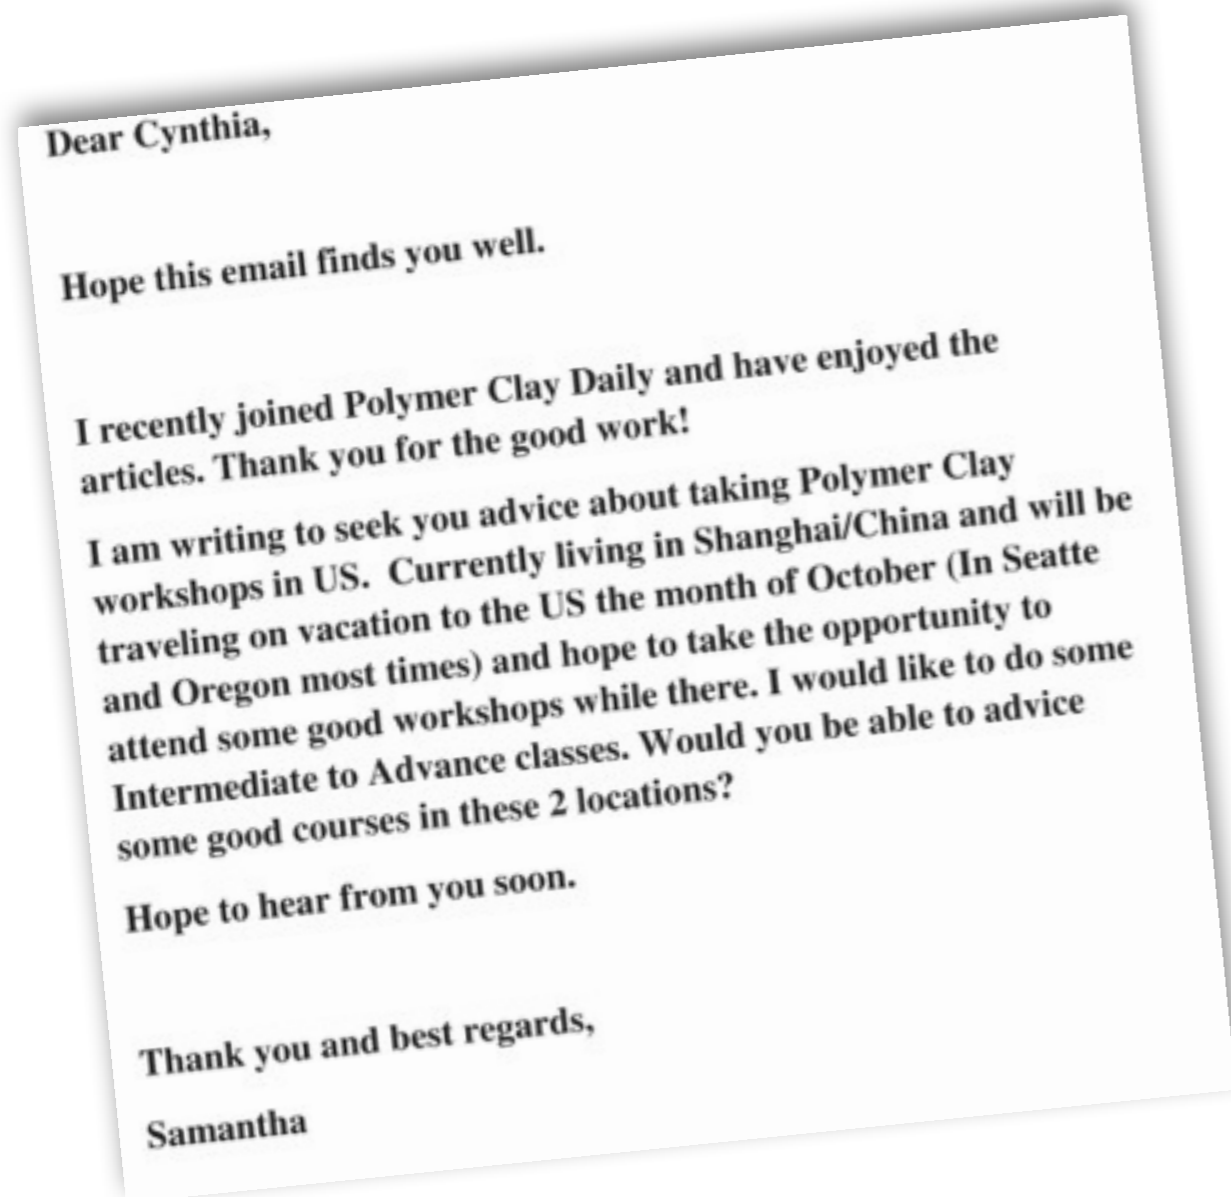 Dear Cynthia,
Hope this email finds you well.
I recently joined Polymer Clay Daily and have enjoyed the
articles. Thank you for the good work!
I am writing to seek you advice about taking Polymer Clay
workshops in US.  Currently living in Shanghai/China and will be
traveling on vacation to the US the month of October (In Seatte
and Oregon most times) and hope to take the opportunity to
attend some good workshops while there. I would like to do some
Intermediate to Advance classes. Would you be able to advice
some good courses in these 2 locations?
Hope to hear from you soon.
Thank you and best regards,
Samantha